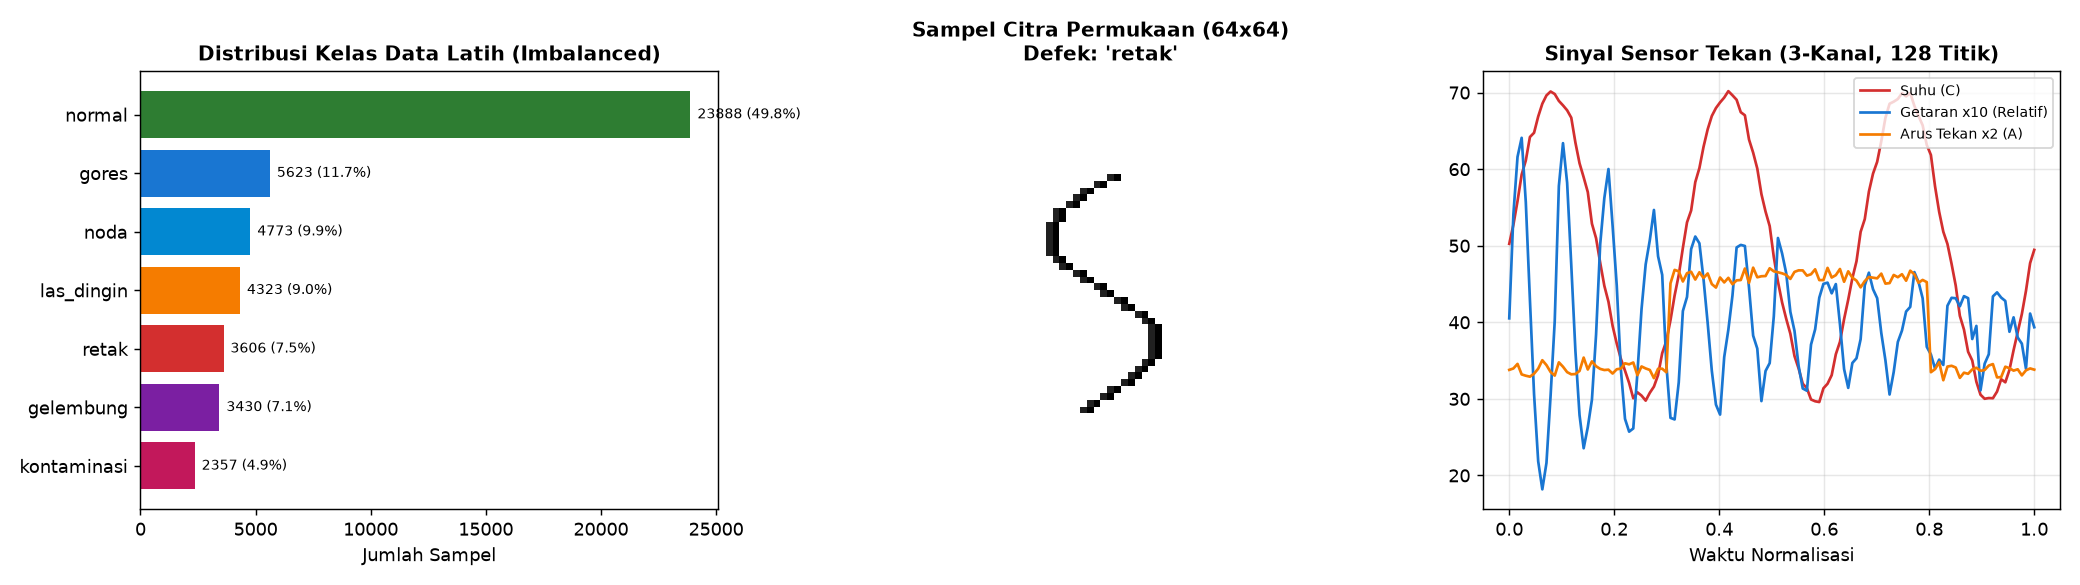 Distribusi Kelas Data Latih (Imbalanced)
normal
23888 (49.8%)
gores
5623 (11.7%)
noda
4773 (9.9%)
las_dingin
4323 (9.0%)
retak
3606 (7.5%)
gelembung
3430 (7.1%)
kontaminasi
2357 (4.9%)
0 5000 10000 15000 20000 25000
Jumlah Sampel
Sampel Citra Permukaan (64x64)
Defek: 'retak'
Sinyal Sensor Tekan (3-Kanal, 128 Titik)
Suhu (C)
Getaran x10 (Relatif)
Arus Tekan x2 (A)
70
60
50
40
30
20
0.0 0.2 0.4 0.6 0.8 1.0
Waktu Normalisasi